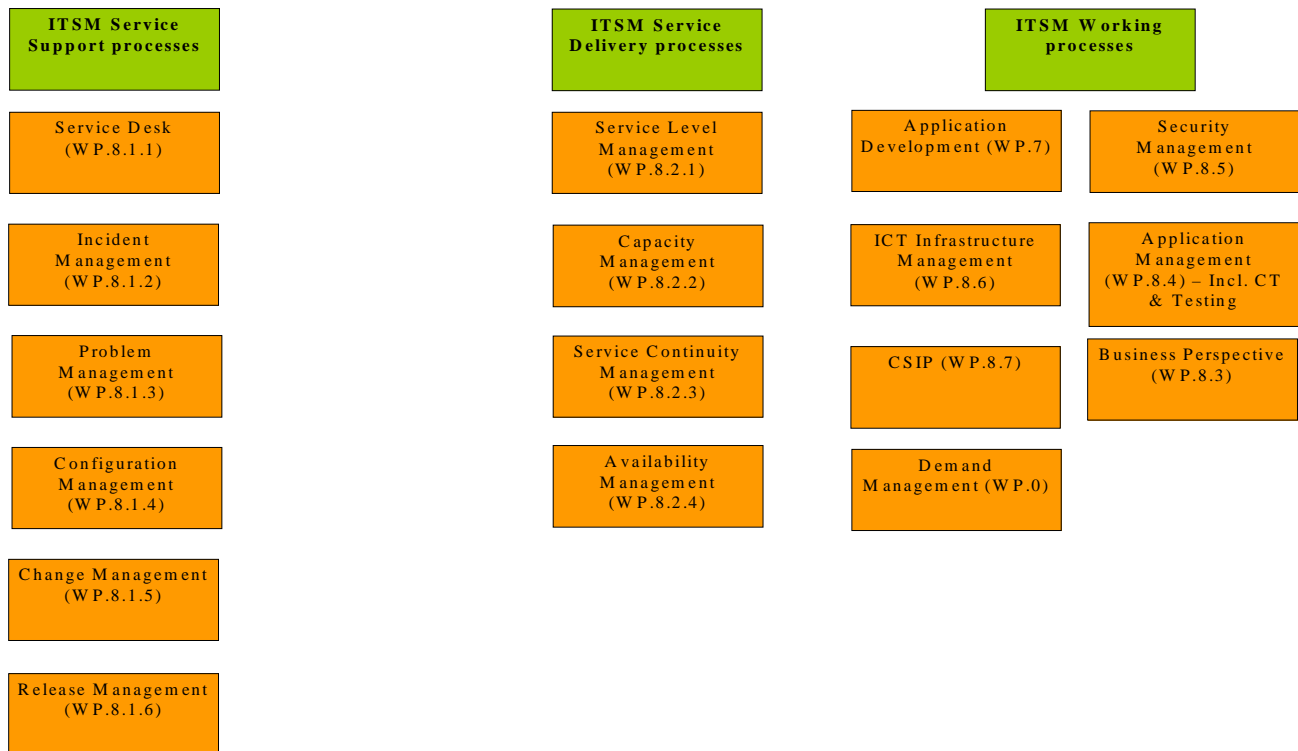 ITSM Service
Support processes
Service Desk
(WP.8.1.1)
Incident
Management
(WP.8.1.2)
Problem
Management
(WP.8.1.3)
Configuration
Management
(WP.8.1.4)
Change Management
(WP.8.1.5)
Release Management
(WP.8.1.6)
ITSM Service
Delivery processes
Service Level
Management
(WP.8.2.1)
Capacity
Management
(WP.8.2.2)
Service Continuity
Management
(WP.8.2.3)
Availability
Management
(WP.8.2.4)
ITSM Working
processes
Application
Development (WP.7)
Security
Management
(WP.8.5)
ICT Infrastructure
Management
(WP.8.6)
Application
Management
(WP.8.4) – Incl. CT
& Testing
CSIP (WP.8.7)
Business Perspective
(WP.8.3)
Demand
Management (WP.0)